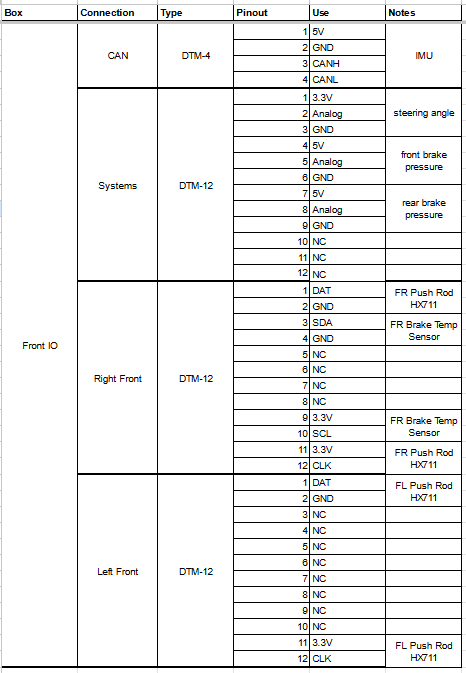 Box Connection Type Pinout Use Notes
Front IO
CAN DTM-4
1 5V
2 GND
3 CANH
4 CANL
IMU
Systems DTM-12
1 3.3V
2 Analog
3 GND
steering angle
4 5V
5 Analog
6 GND
front brake
pressure
7 5V
8 Analog
9 GND
rear brake
pressure
10 NC
11 NC
12 NC
Right Front DTM-12
1 DAT
2 GND
FR Push Rod
HX711
3 SDA
4 GND
FR Brake Temp
Sensor
5 NC
6 NC
7 NC
8 NC
9 3.3V
10 SCL
FR Brake Temp
Sensor
11 3.3V
12 CLK
FR Push Rod
HX711
Left Front DTM-12
1 DAT
2 GND
FL Push Rod
HX711
3 NC
4 NC
5 NC
6 NC
7 NC
8 NC
9 NC
10 NC
11 3.3V
12 CLK
FL Push Rod
HX711